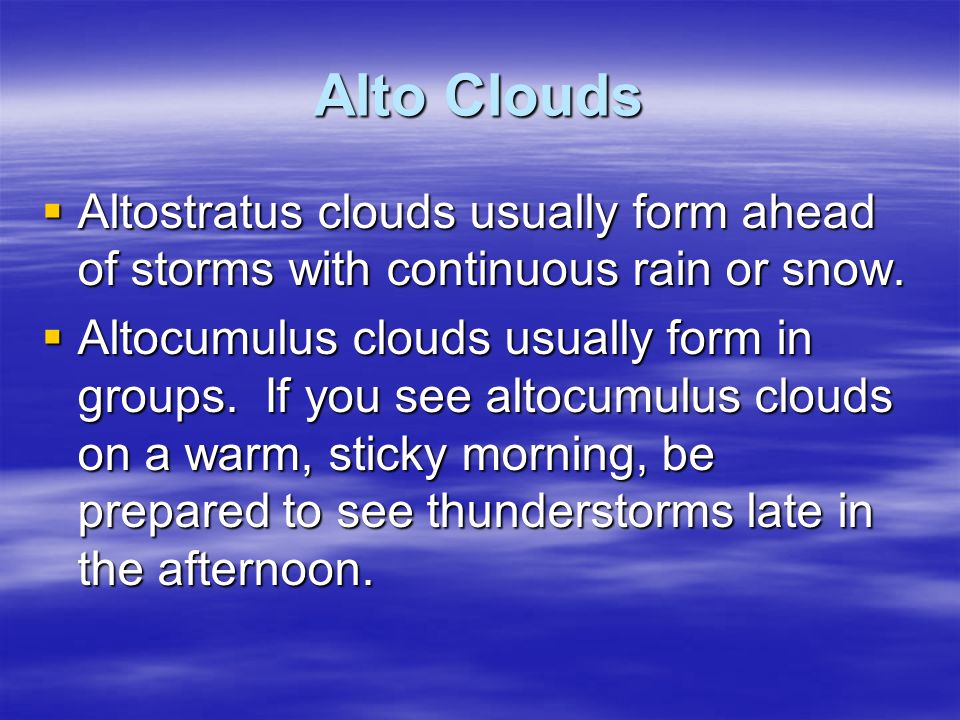 Alto Clouds
▪ Altostratus clouds usually form ahead
of storms with continuous rain or snow.
▪ Altocumulus clouds usually form in
groups.  If you see altocumulus clouds
on a warm, sticky morning, be
prepared to see thunderstorms late in
the afternoon.